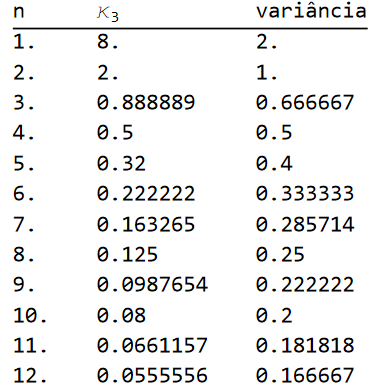 n κ₃ variância
1. 8. 2.
2. 2. 1.
3. 0.888889 0.666667
4. 0.5 0.5
5. 0.32 0.4
6. 0.222222 0.333333
7. 0.163265 0.285714
8. 0.125 0.25
9. 0.0987654 0.222222
10. 0.08 0.2
11. 0.0661157 0.181818
12. 0.0555556 0.166667